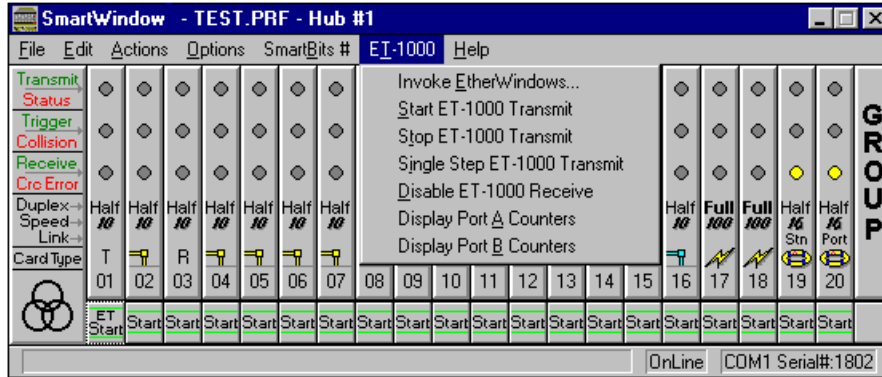 SmartWindow - TEST.PRF - Hub #1
File Edit Actions Options SmartBits # ET-1000 Help
Transmit
Status
Trigger
Collision
Receive
Crc Error
Duplex
Speed
Link
Card Type
Invoke EtherWindows...
Start ET-1000 Transmit
Stop ET-1000 Transmit
Single Step ET-1000 Transmit
Disable ET-1000 Receive
Display Port A Counters
Display Port B Counters
GROUP
Half Half Half Half Half Half Half Half Full Full Half Half
10 10 10 10 10 10 10 10 100 100 16 16
Stn Port
T R
01 02 03 04 05 06 07 08 09 10 11 12 13 14 15 16 17 18 19 20
ET Start Start Start Start Start Start Start Start Start Start Start Start Start Start Start Start Start Start Start Start
OnLine COM1 Serial#:1802